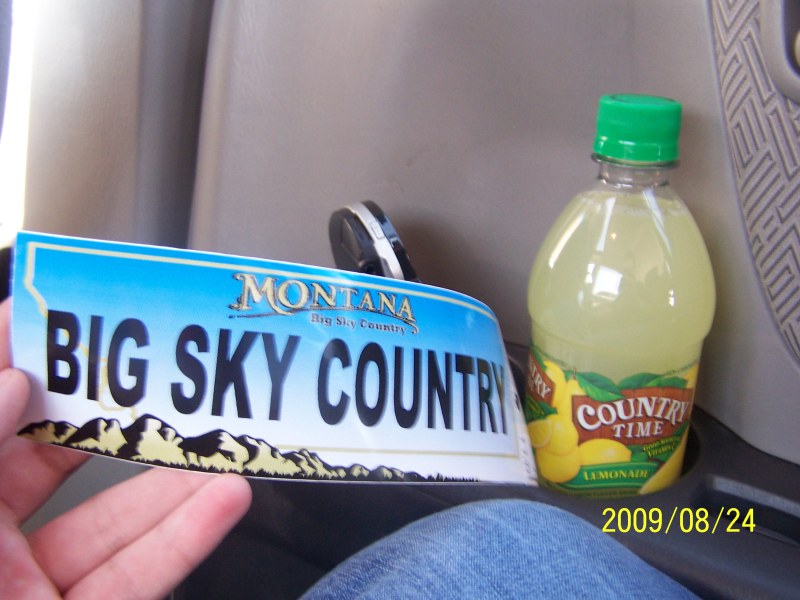 MONTANA
Big Sky Country
BIG SKY COUNTRY
COUNTRY
TIME
LEMONADE
2009/08/24